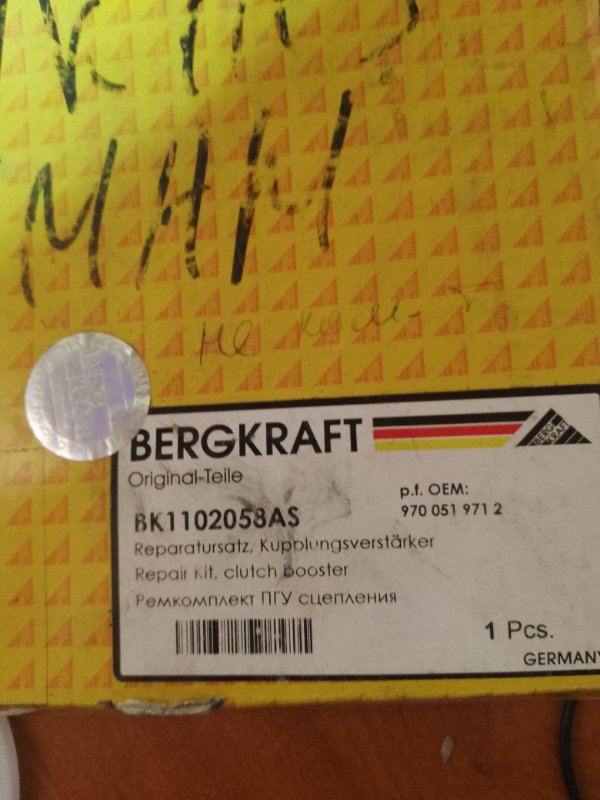 МАН
не
BERGKRAFT
BERGKRAFT
Original-Teile
p.f. OEM:
970 051 971 2
BK1102058AS
Reparatursatz, Kupplungsverstärker
Repair Kit, clutch booster
Ремкомплект ПГУ сцепления
1 Pcs.
GERMANY